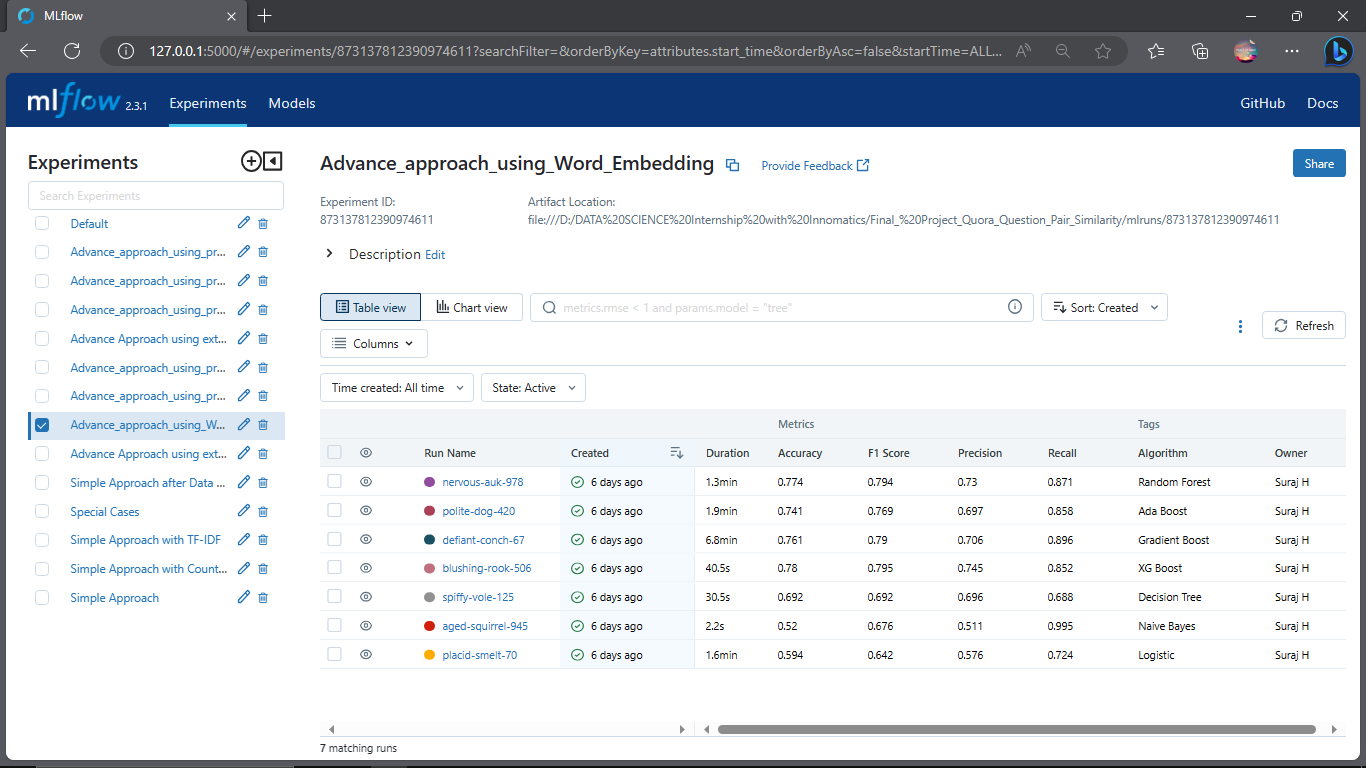 MLflow
127.0.0.1:5000/#/experiments/873137812390974611?searchFilter=&orderByKey=attributes.start_time&orderByAsc=false&startTime=ALL...
mlflow 2.3.1 Experiments Models GitHub Docs
Experiments
Search Experiments
Default
Advance_approach_using_pr...
Advance_approach_using_pr...
Advance_approach_using_pr...
Advance Approach using ext...
Advance_approach_using_pr...
Advance_approach_using_pr...
Advance_approach_using_W...
Advance Approach using ext...
Simple Approach after Data ...
Special Cases
Simple Approach with TF-IDF
Simple Approach with Count...
Simple Approach
Advance_approach_using_Word_Embedding Provide Feedback Share
Experiment ID: Artifact Location:
873137812390974611 file:///D:/DATA%20SCIENCE%20Internship%20with%20Innomatics/Final_%20Project_Quora_Question_Pair_Similarity/mlruns/873137812390974611
Description Edit
Table view Chart view metrics.rmse < 1 and params.model = "tree" Sort: Created
Refresh
Columns
Time created: All time State: Active
Metrics Tags
Run Name Created Duration Accuracy F1 Score Precision Recall Algorithm Owner
nervous-auk-978 6 days ago 1.3min 0.774 0.794 0.73 0.871 Random Forest Suraj H
polite-dog-420 6 days ago 1.9min 0.741 0.769 0.697 0.858 Ada Boost Suraj H
defiant-conch-67 6 days ago 6.8min 0.761 0.79 0.706 0.896 Gradient Boost Suraj H
blushing-rook-506 6 days ago 40.5s 0.78 0.795 0.745 0.852 XG Boost Suraj H
spiffy-vole-125 6 days ago 30.5s 0.692 0.692 0.696 0.688 Decision Tree Suraj H
aged-squirrel-945 6 days ago 2.2s 0.52 0.676 0.511 0.995 Naive Bayes Suraj H
placid-smelt-70 6 days ago 1.6min 0.594 0.642 0.576 0.724 Logistic Suraj H
7 matching runs